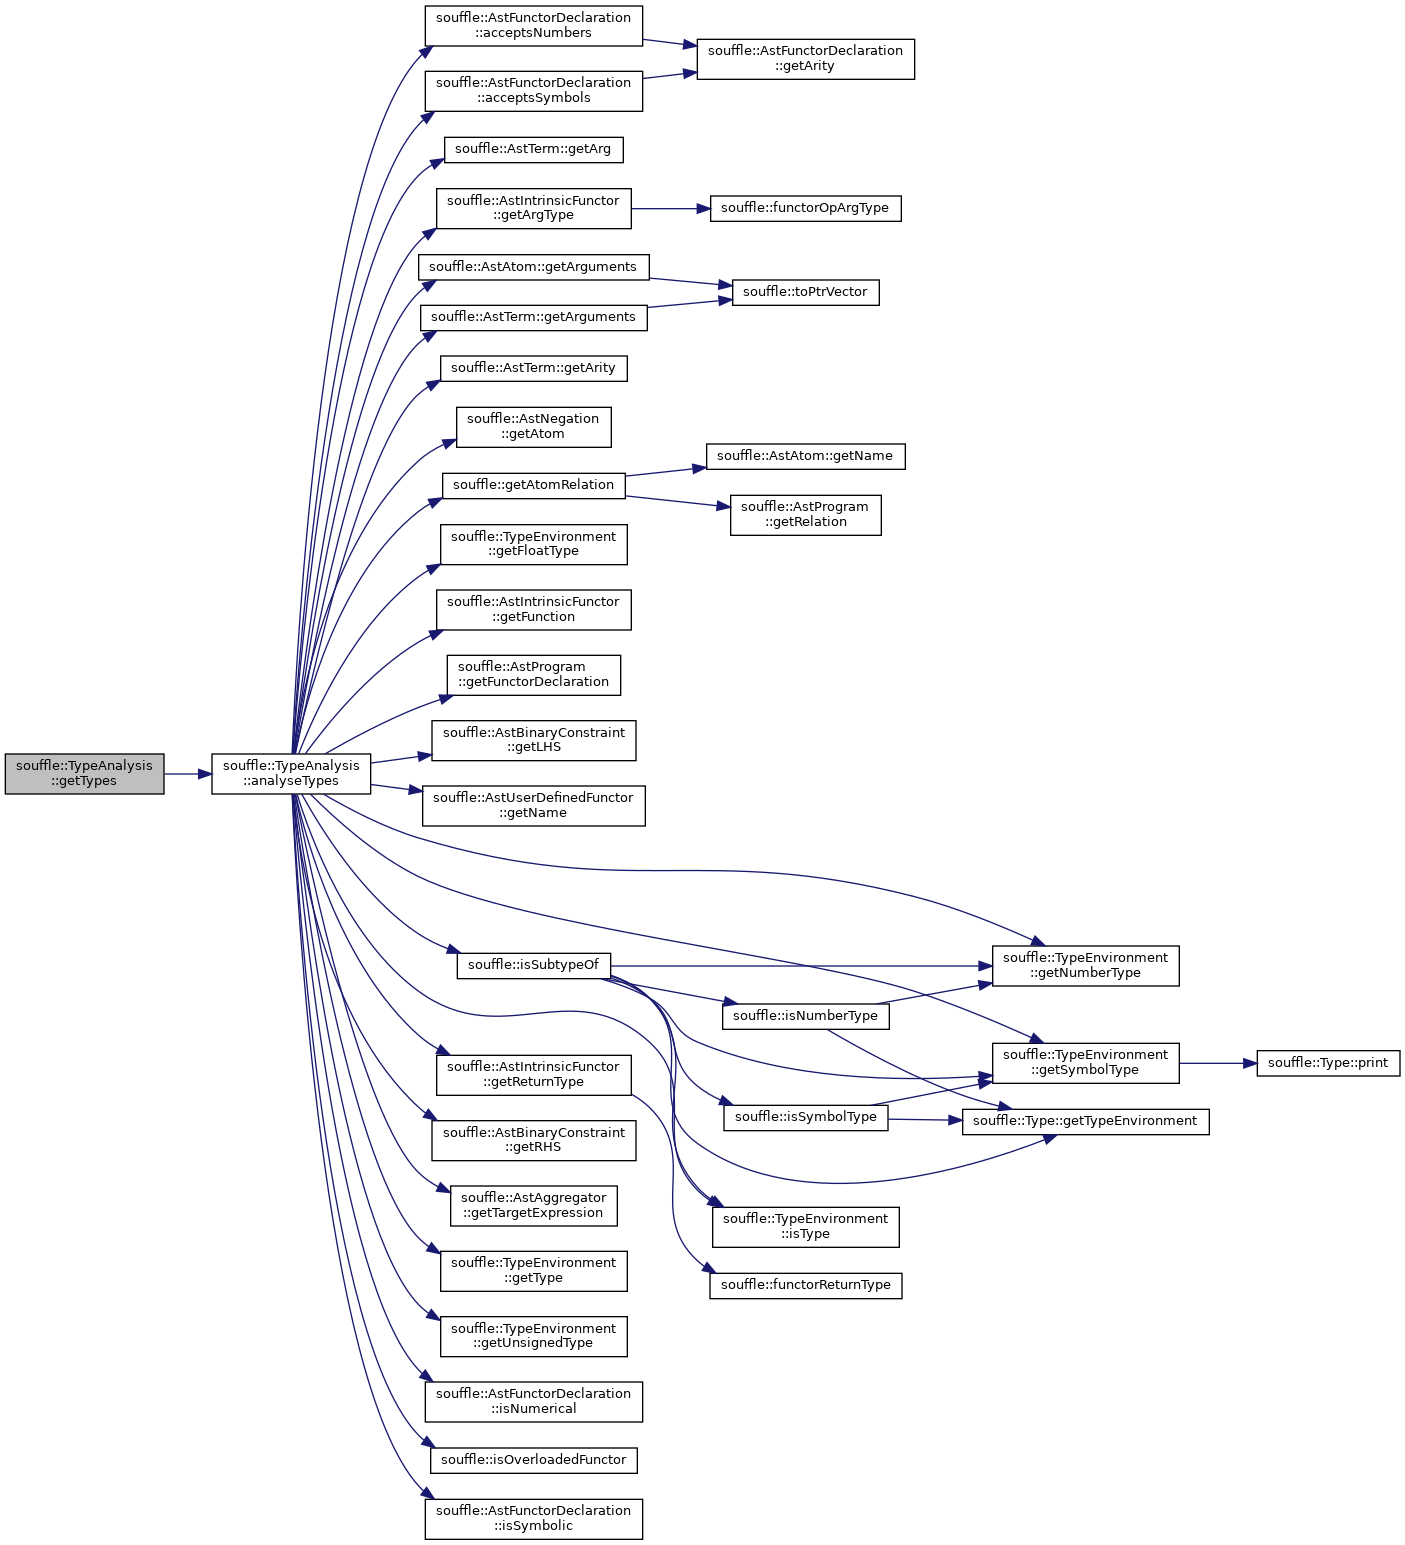 souffle::AstFunctorDeclaration
::acceptsNumbers
souffle::AstFunctorDeclaration
::getArity
souffle::AstFunctorDeclaration
::acceptsSymbols
souffle::AstTerm::getArg
souffle::AstIntrinsicFunctor
::getArgType
souffle::functorOpArgType
souffle::AstAtom::getArguments
souffle::toPtrVector
souffle::AstTerm::getArguments
souffle::AstTerm::getArity
souffle::AstNegation
::getAtom
souffle::AstAtom::getName
souffle::getAtomRelation
souffle::AstProgram
::getRelation
souffle::TypeEnvironment
::getFloatType
souffle::AstIntrinsicFunctor
::getFunction
souffle::AstProgram
::getFunctorDeclaration
souffle::AstBinaryConstraint
::getLHS
souffle::TypeAnalysis
::getTypes
souffle::TypeAnalysis
::analyseTypes
souffle::AstUserDefinedFunctor
::getName
souffle::isSubtypeOf
souffle::TypeEnvironment
::getNumberType
souffle::isNumberType
souffle::AstIntrinsicFunctor
::getReturnType
souffle::TypeEnvironment
::getSymbolType
souffle::Type::print
souffle::isSymbolType
souffle::Type::getTypeEnvironment
souffle::AstBinaryConstraint
::getRHS
souffle::AstAggregator
::getTargetExpression
souffle::TypeEnvironment
::isType
souffle::TypeEnvironment
::getType
souffle::functorReturnType
souffle::TypeEnvironment
::getUnsignedType
souffle::AstFunctorDeclaration
::isNumerical
souffle::isOverloadedFunctor
souffle::AstFunctorDeclaration
::isSymbolic